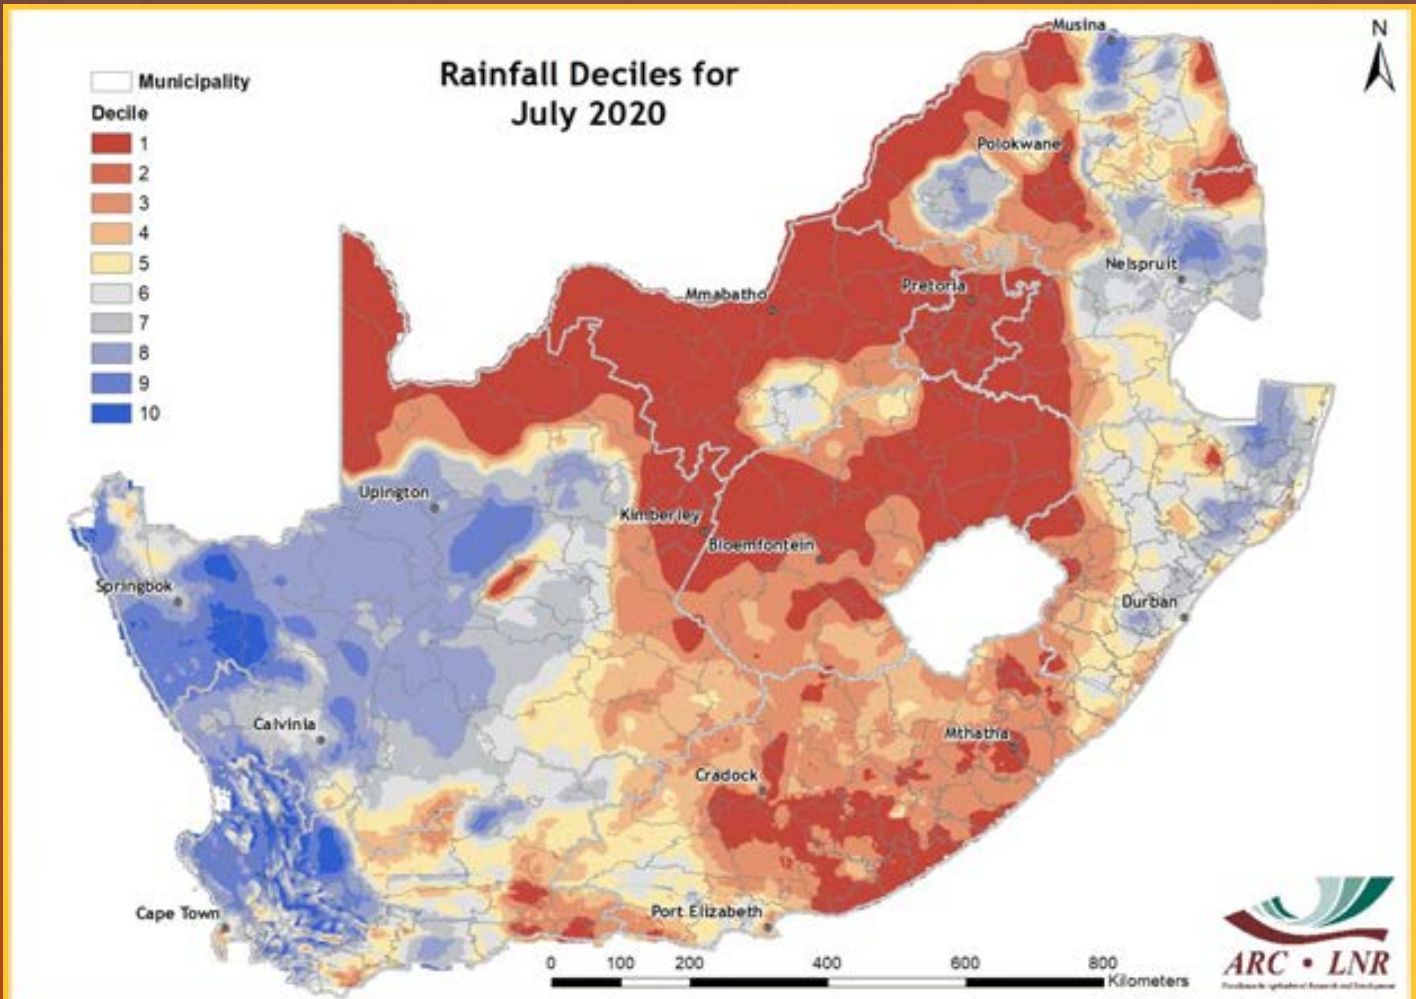 Rainfall Deciles for
July 2020
N
Municipality
Decile
1
2
3
4
5
6
7
8
9
10
Musina
Polokwane
Nelspruit
Pretoria
Mmabatho
Upington
Kimberley
Bloemfontein
Springbok
Durban
Calvinia
Mthatha
Cradock
Cape Town
Port Elizabeth
0 100 200 400 600 800
Kilometers
ARC • LNR